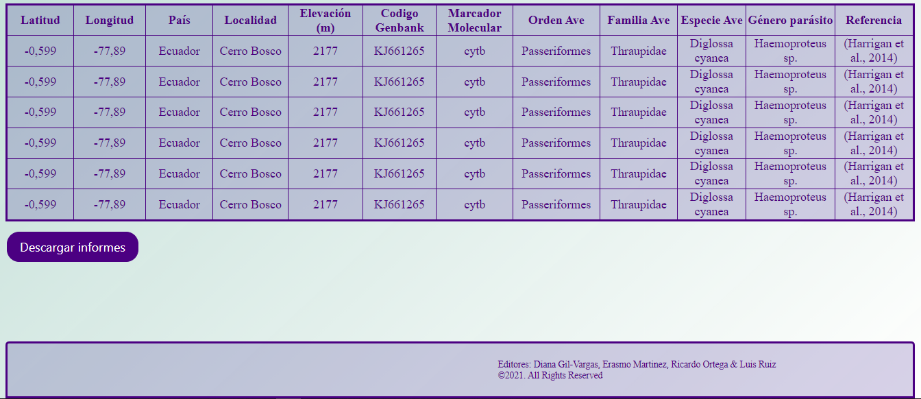 Latitud Longitud País Localidad Elevación (m) Codigo Genbank Marcador Molecular Orden Ave Familia Ave Especie Ave Género parásito Referencia
-0,599 -77,89 Ecuador Cerro Bosco 2177 KJ661265 cytb Passeriformes Thraupidae Diglossa cyanea Haemoproteus sp. (Harrigan et al., 2014)
-0,599 -77,89 Ecuador Cerro Bosco 2177 KJ661265 cytb Passeriformes Thraupidae Diglossa cyanea Haemoproteus sp. (Harrigan et al., 2014)
-0,599 -77,89 Ecuador Cerro Bosco 2177 KJ661265 cytb Passeriformes Thraupidae Diglossa cyanea Haemoproteus sp. (Harrigan et al., 2014)
-0,599 -77,89 Ecuador Cerro Bosco 2177 KJ661265 cytb Passeriformes Thraupidae Diglossa cyanea Haemoproteus sp. (Harrigan et al., 2014)
-0,599 -77,89 Ecuador Cerro Bosco 2177 KJ661265 cytb Passeriformes Thraupidae Diglossa cyanea Haemoproteus sp. (Harrigan et al., 2014)
-0,599 -77,89 Ecuador Cerro Bosco 2177 KJ661265 cytb Passeriformes Thraupidae Diglossa cyanea Haemoproteus sp. (Harrigan et al., 2014)
Descargar informes
Editores: Diana Gil-Vargas, Erasmo Martinez, Ricardo Ortega & Luis Ruiz
©2021. All Rights Reserved